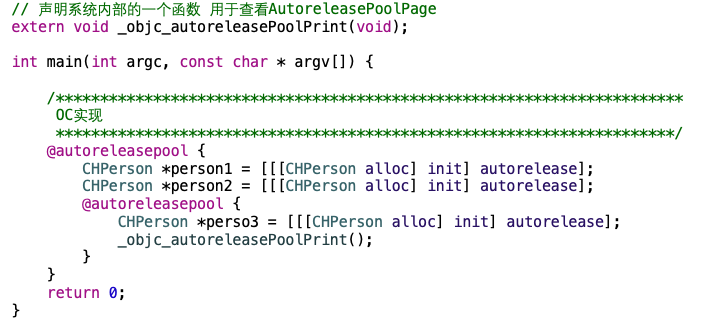 // 声明系统内部的一个函数 用于查看AutoreleasePoolPage
extern void _objc_autoreleasePoolPrint(void);
int main(int argc, const char * argv[]) {
/***********************************************************************
OC实现
***********************************************************************/
@autoreleasepool {
CHPerson *person1 = [[[CHPerson alloc] init] autorelease];
CHPerson *person2 = [[[CHPerson alloc] init] autorelease];
@autoreleasepool {
CHPerson *perso3 = [[[CHPerson alloc] init] autorelease];
_objc_autoreleasePoolPrint();
}
}
return 0;
}